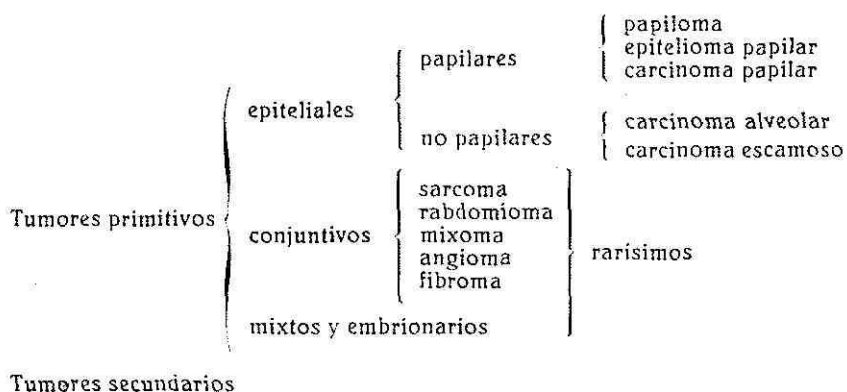 papiloma
papilares
epitelioma papilar
carcinoma papilar
epiteliales
no papilares
carcinoma alveolar
carcinoma escamoso
Tumores primitivos
conjuntivos
sarcoma
rabdomioma
mixoma
angioma
fibroma
rarísimos
mixtos y embrionarios
Tumores secundarios